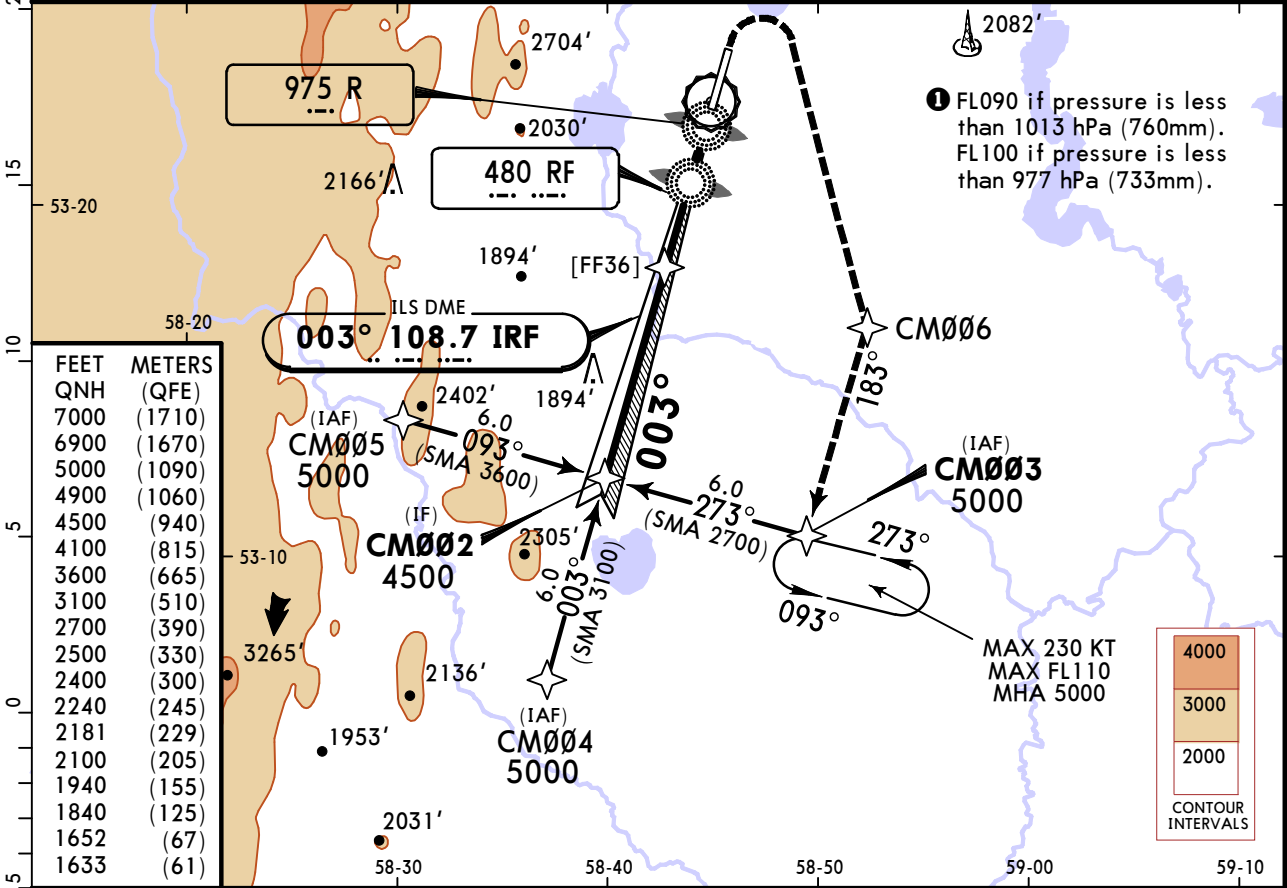 2704'
2082'
975 R
❶ FL090 if pressure is less
than 1013 hPa (760mm).
FL100 if pressure is less
than 977 hPa (733mm).
2030'
480 RF
2166'
15
53-20
1894'
[FF36]
ILS DME
003° 108.7 IRF
58-20
CMØØ6
10
183°
003°
1894'
2402'
(IAF)
CMØØ5
5000
6.0
093°
(SMA 3600)
(IAF)
CMØØ3
5000
6.0
273°
(SMA 2700)
273°
093°
(IF)
CMØØ2
4500
2305'
5
53-10
6.0
003°
(SMA 3100)
MAX 230 KT
MAX FL110
MHA 5000
3265'
2136'
0
(IAF)
CMØØ4
5000
1953'
2031'
5
58-30
58-40
58-50
59-00
59-10
FEET METERS
QNH (QFE)
7000 (1710)
6900 (1670)
5000 (1090)
4900 (1060)
4500 (940)
4100 (815)
3600 (665)
3100 (510)
2700 (390)
2500 (330)
2400 (300)
2240 (245)
2181 (229)
2100 (205)
1940 (155)
1840 (125)
1652 (67)
1633 (61)
4000
3000
2000
CONTOUR
INTERVALS